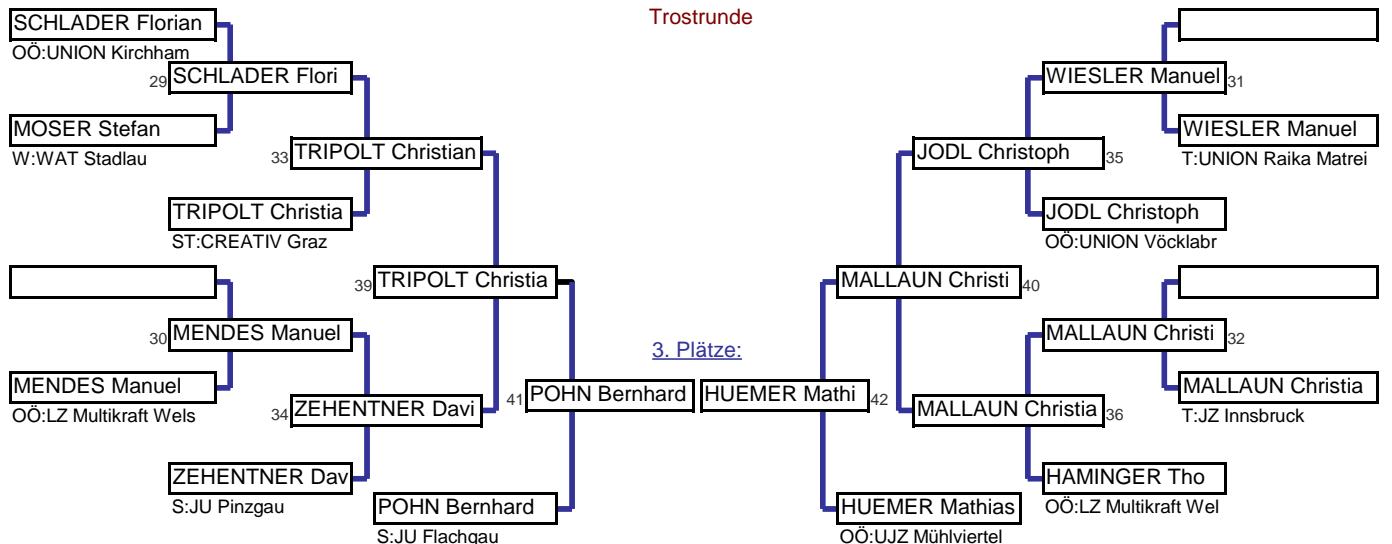 Trostrunde
SCHLADER Florian
OÖ:UNION Kirchham
29 SCHLADER Flori
MOSER Stefan
W:WAT Stadlau
33 TRIPOLT Christian
TRIPOLT Christia
ST:CREATIV Graz
39 TRIPOLT Christia
30 MENDES Manuel
MENDES Manuel
OÖ:LZ Multikraft Wels
34 ZEHENTNER Davi
ZEHENTNER Dav
S:JU Pinzgau
41 POHN Bernhard
POHN Bernhard
S:JU Flachgau
3. Plätze:
WIESLER Manuel 31
WIESLER Manuel
T:UNION Raika Matrei
JODL Christoph 35
JODL Christoph
OÖ:UNION Vöcklabr
MALLAUN Christi 40
MALLAUN Christi 32
MALLAUN Christia
T:JZ Innsbruck
HUEMER Mathi 42
MALLAUN Christia 36
HAMINGER Tho
OÖ:LZ Multikraft Wel
HUEMER Mathias
OÖ:UJZ Mühlviertel